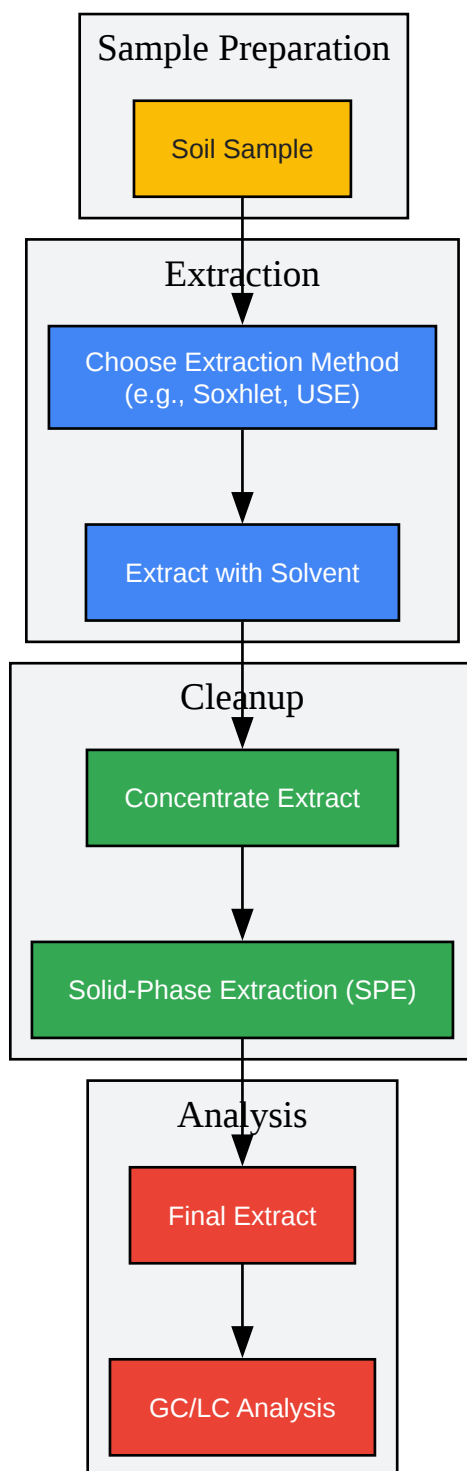 Sample Preparation
Soil Sample
Extraction
Choose Extraction Method
(e.g., Soxhlet, USE)
Extract with Solvent
Cleanup
Concentrate Extract
Solid-Phase Extraction (SPE)
Analysis
Final Extract
GC/LC Analysis